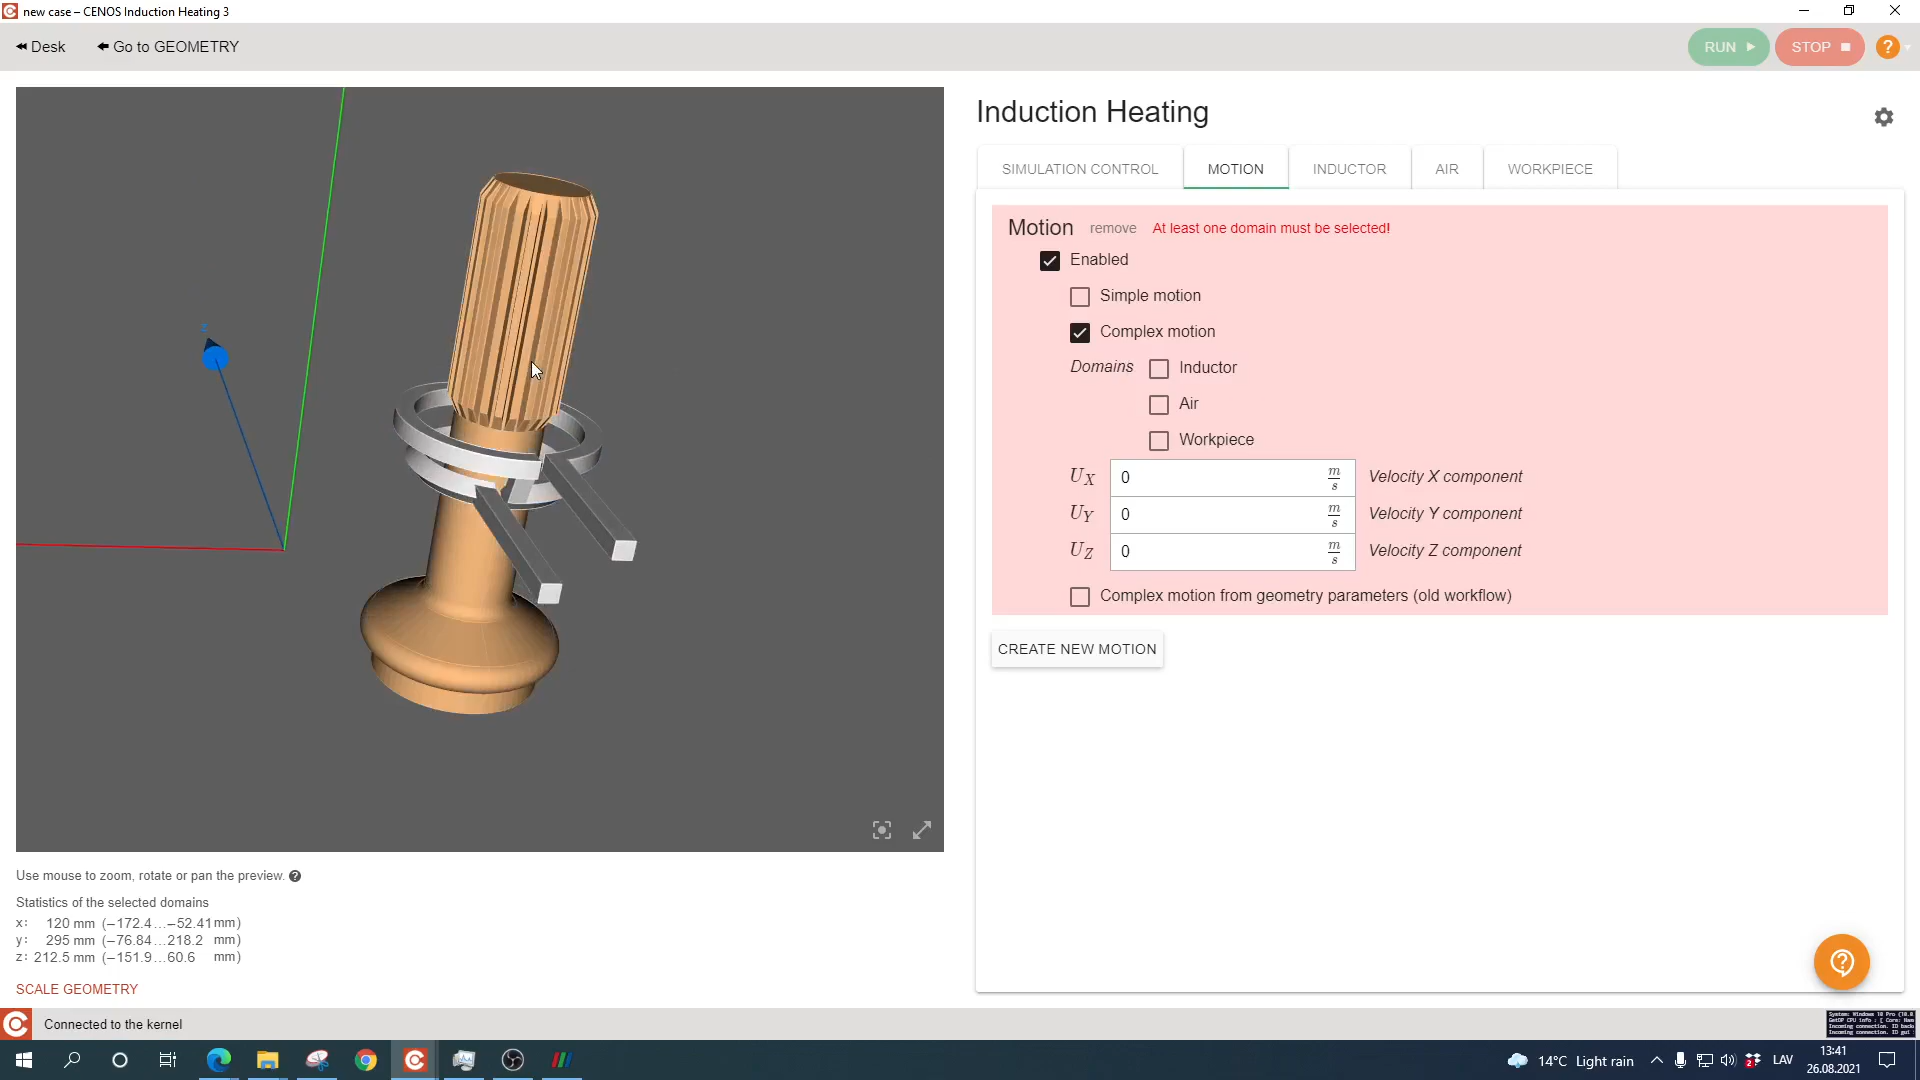 new case – CENOS Induction Heating 3
Desk
Go to GEOMETRY
RUN
STOP
?
Induction Heating
SIMULATION CONTROL
MOTION
INDUCTOR
AIR
WORKPIECE
Motion remove At least one domain must be selected!
Enabled
Simple motion
Complex motion
Domains Inductor
Air
Workpiece
UX 0 m/s Velocity X component
UY 0 m/s Velocity Y component
UZ 0 m/s Velocity Z component
Complex motion from geometry parameters (old workflow)
CREATE NEW MOTION
Use mouse to zoom, rotate or pan the preview. ?
Statistics of the selected domains
x: 120 mm (−172.4…−52.41 mm)
y: 295 mm (−76.84…218.2 mm)
z: 212.5 mm (−151.9…60.6 mm)
SCALE GEOMETRY
Connected to the kernel
14°C Light rain
LAV
13:41
26.08.2021